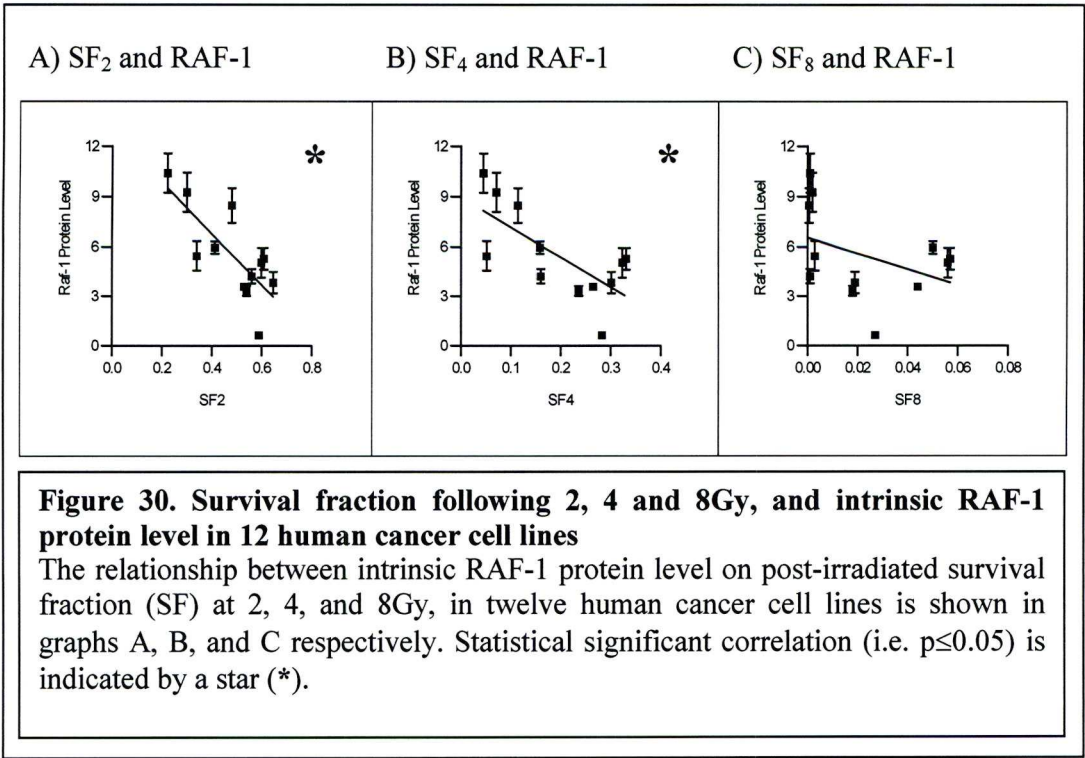 A) SF₂ and RAF-1
B) SF₄ and RAF-1
C) SF₈ and RAF-1
*
12
9
6
3
0
Raf-1 Protein Level
0.0 0.2 0.4 0.6 0.8
SF2
*
12
9
6
3
0
Raf-1 Protein Level
0.0 0.1 0.2 0.3 0.4
SF4
12
9
6
3
0
Raf-1 Protein Level
0.00 0.02 0.04 0.06 0.08
SF8
Figure 30. Survival fraction following 2, 4 and 8Gy, and intrinsic RAF-1
protein level in 12 human cancer cell lines
The relationship between intrinsic RAF-1 protein level on post-irradiated survival
fraction (SF) at 2, 4, and 8Gy, in twelve human cancer cell lines is shown in
graphs A, B, and C respectively. Statistical significant correlation (i.e. p≤0.05) is
indicated by a star (*).